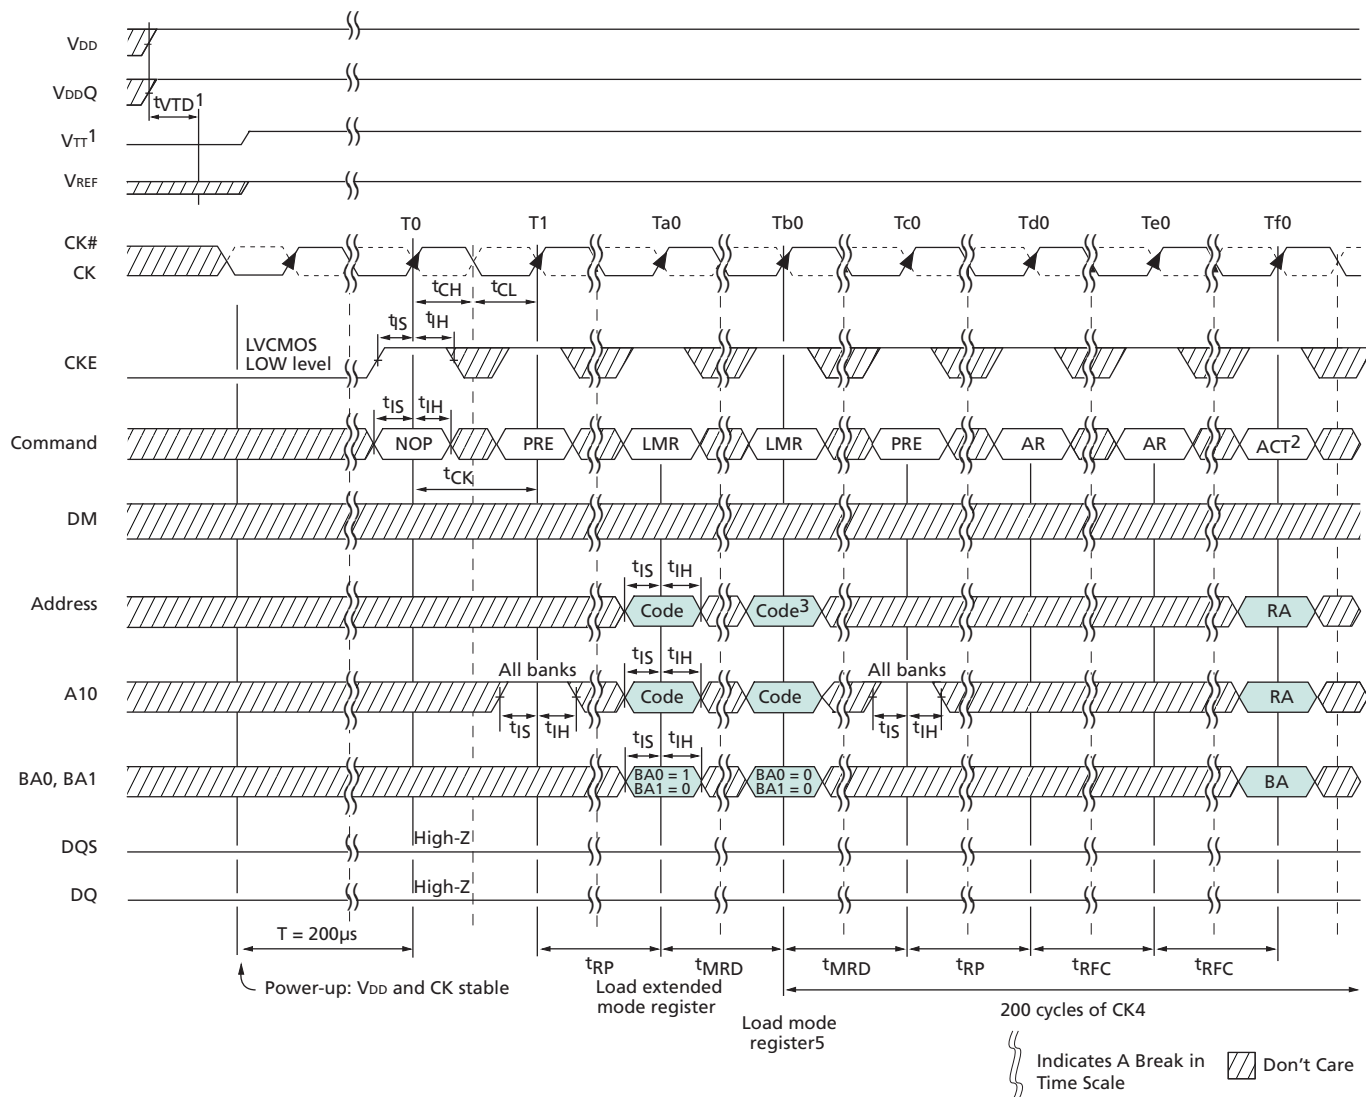 VDD
VDDQ
tVTD1
VTT1
VREF
T0 T1 Ta0 Tb0 Tc0 Td0 Te0 Tf0
CK#
CK
tCH tCL
tIS tIH
LVCMOS
LOW level
CKE
tIS tIH
Command NOP PRE LMR LMR PRE AR AR ACT2
tCK
DM
tIS tIH
Address Code Code3 RA
All banks tIS tIH All banks
A10 Code Code RA
tIS tIH tIS tIH
tIS tIH
BA0, BA1 BA0 = 1 BA1 = 0 BA0 = 0 BA1 = 0 BA
DQS High-Z
DQ High-Z
T = 200µs
tRP tMRD tMRD tRP tRFC tRFC
Power-up: VDD and CK stable
Load extended
mode register
200 cycles of CK4
Load mode
register5
Indicates A Break in
Time Scale
Don't Care